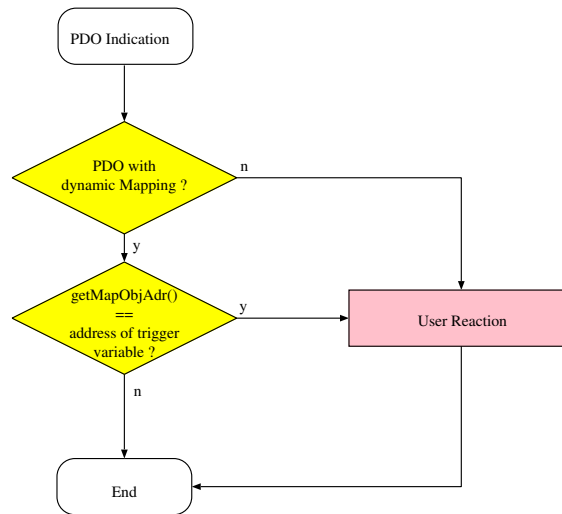 PDO Indication
PDO with
dynamic Mapping ?
n
y
getMapObjAdr()
==
address of trigger
variable ?
y
User Reaction
n
End